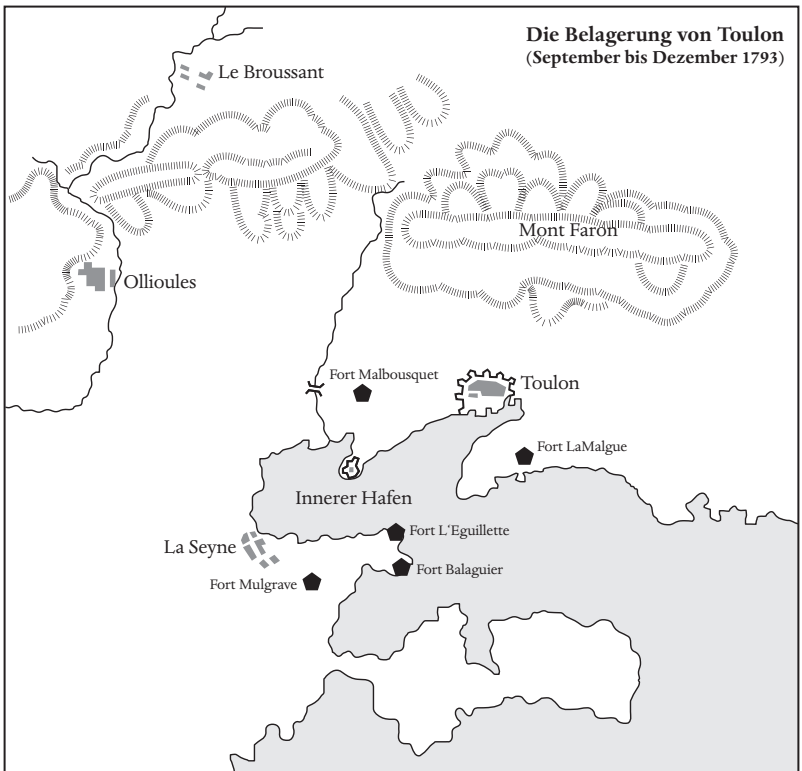 Die Belagerung von Toulon
(September bis Dezember 1793)
Le Broussant
Mont Faron
Ollioules
Fort Malbousquet
Toulon
Fort LaMalgue
Innerer Hafen
Fort L‘Eguillette
La Seyne
Fort Balaguier
Fort Mulgrave